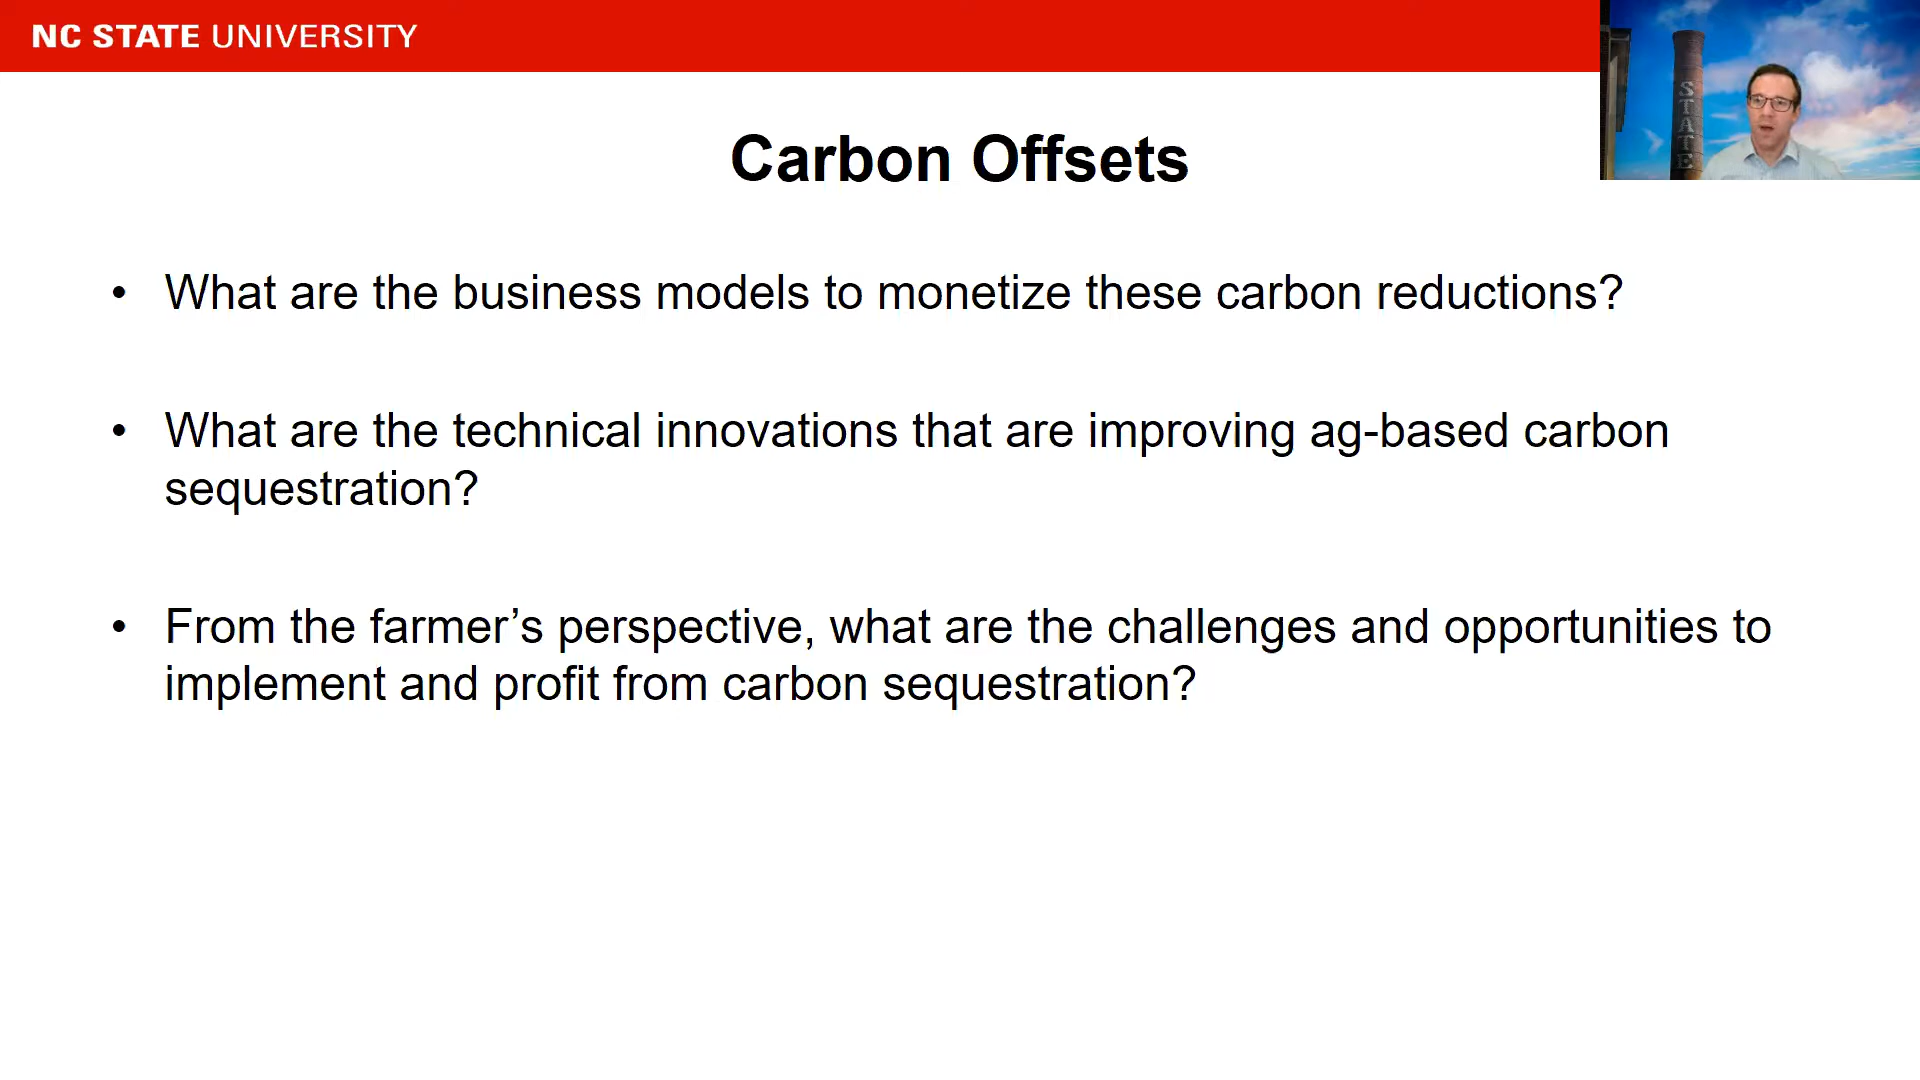 NC STATE UNIVERSITY
STATE
Carbon Offsets
• What are the business models to monetize these carbon reductions?
• What are the technical innovations that are improving ag-based carbon
sequestration?
• From the farmer’s perspective, what are the challenges and opportunities to
implement and profit from carbon sequestration?